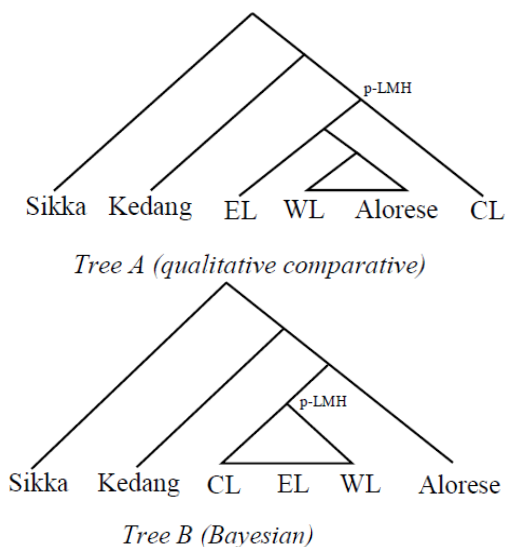 p-LMH
Sikka Kedang EL WL Alorese CL
Tree A (qualitative comparative)
p-LMH
Sikka Kedang CL EL WL Alorese
Tree B (Bayesian)